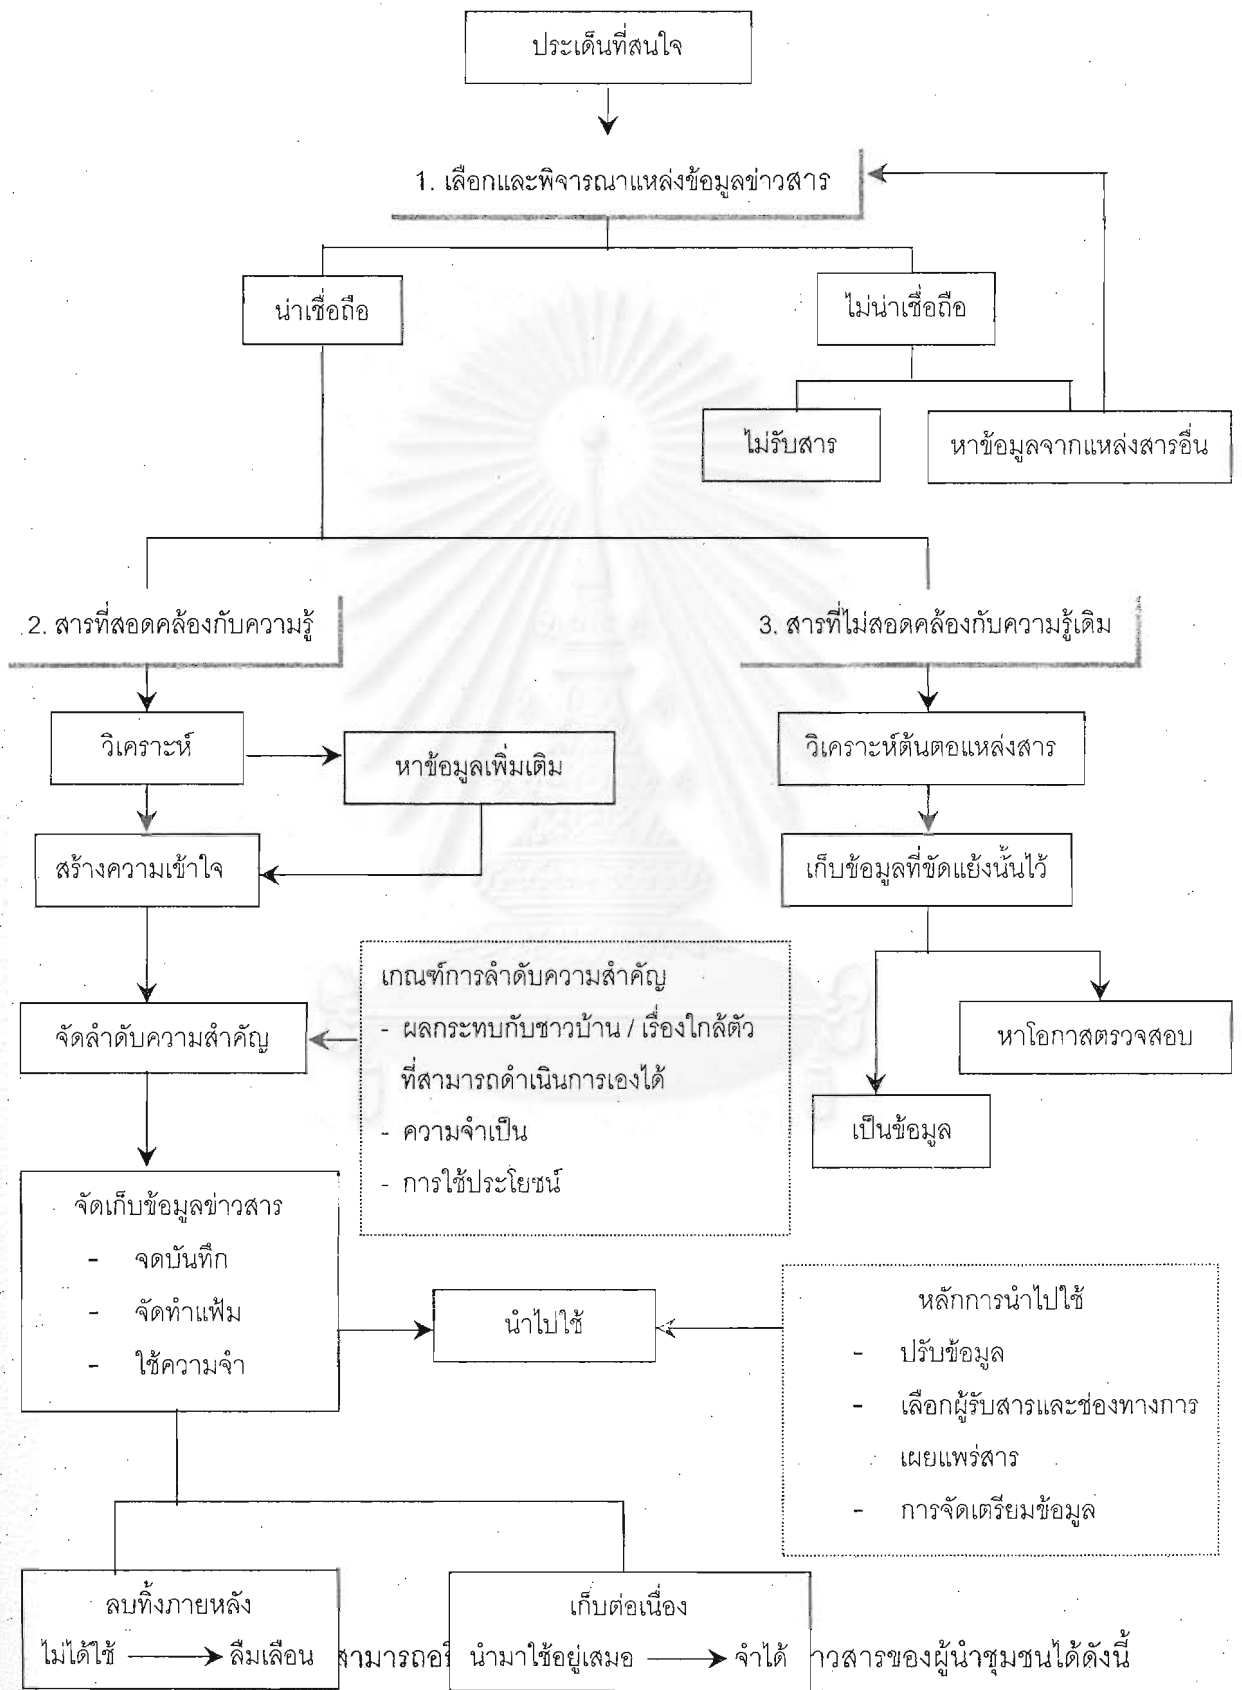 ประเด็นที่สนใจ
1. เลือกและพิจารณาแหล่งข้อมูลข่าวสาร
น่าเชื่อถือ
ไม่น่าเชื่อถือ
ไม่รับสาร
หาข้อมูลจากแหล่งสารอื่น
2. สารที่สอดคล้องกับความรู้
3. สารที่ไม่สอดคล้องกับความรู้เดิม
วิเคราะห์
หาข้อมูลเพิ่มเติม
วิเคราะห์ต้นตอแหล่งสาร
สร้างความเข้าใจ
เก็บข้อมูลที่ขัดแย้งนั้นไว้
เกณฑ์การลำดับความสำคัญ
- ผลกระทบกับชาวบ้าน / เรื่องใกล้ตัว
ที่สามารถดำเนินการเองได้
- ความจำเป็น
- การใช้ประโยชน์
จัดลำดับความสำคัญ
หาโอกาสตรวจสอบ
เป็นข้อมูล
จัดเก็บข้อมูลข่าวสาร
- จดบันทึก
- จัดทำแฟ้ม
- ใช้ความจำ
นำไปใช้
หลักการนำไปใช้
- ปรับข้อมูล
- เลือกผู้รับสารและช่องทางการ
เผยแพร่สาร
- การจัดเตรียมข้อมูล
ลบทิ้งภายหลัง
ไม่ได้ใช้ ลืมเลือน
เก็บต่อเนื่อง
นำมาใช้อยู่เสมอ จำได้
าวสารของผู้นำชุมชนได้ดังนี้